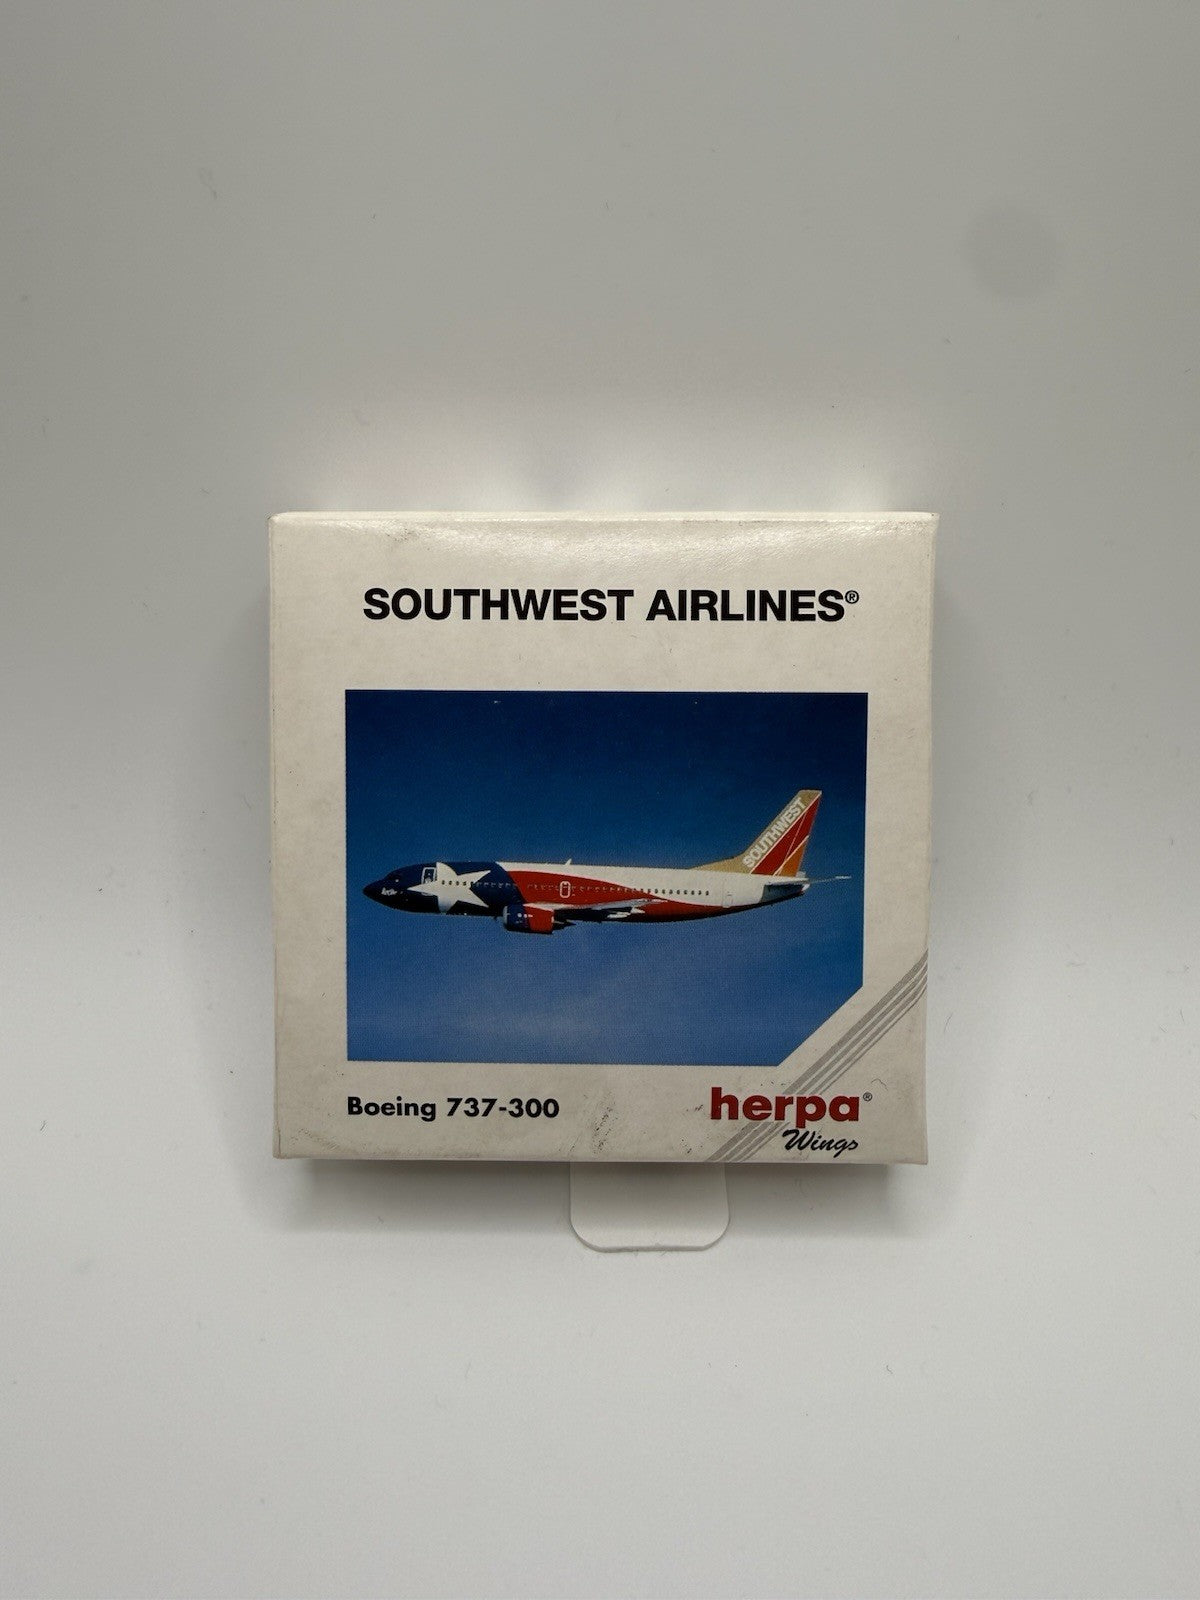 SOUTHWEST AIRLINES®
SOUTHWEST
Boeing 737-300
herpa®
Wings